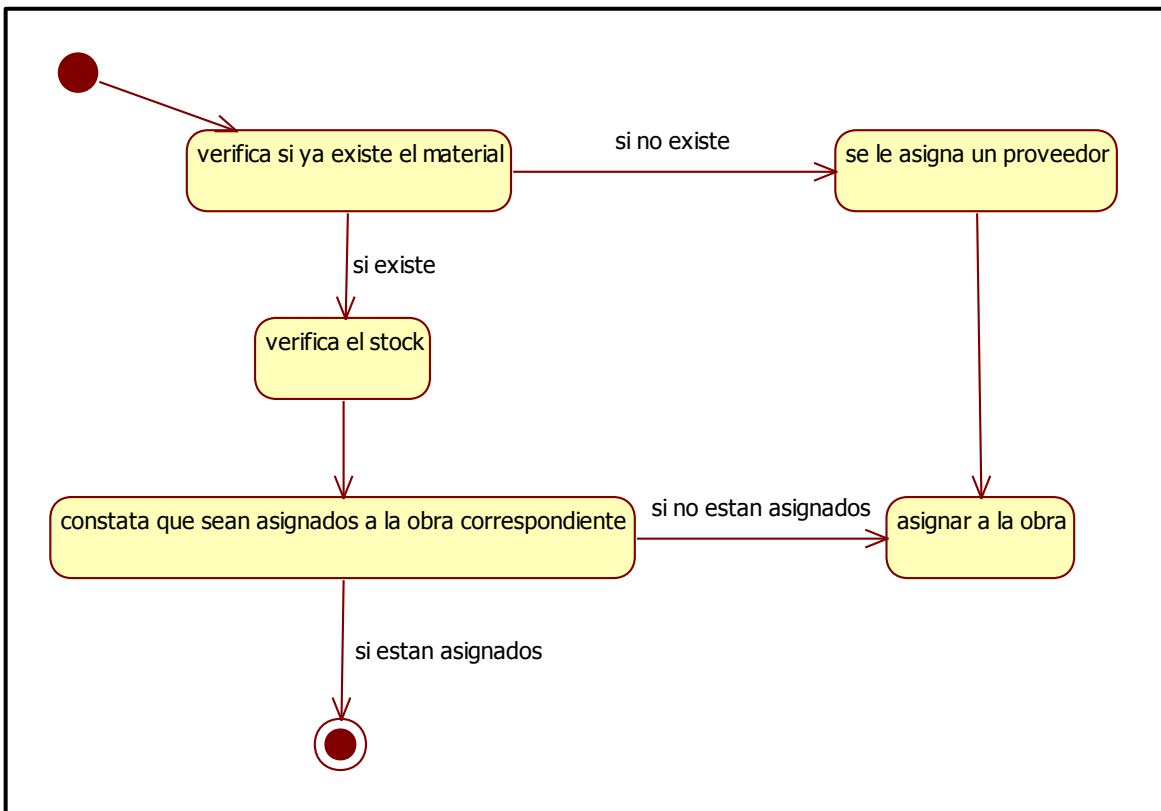 verifica si ya existe el material
si no existe
se le asigna un proveedor
si existe
verifica el stock
constata que sean asignados a la obra correspondiente
si no estan asignados
asignar a la obra
si estan asignados